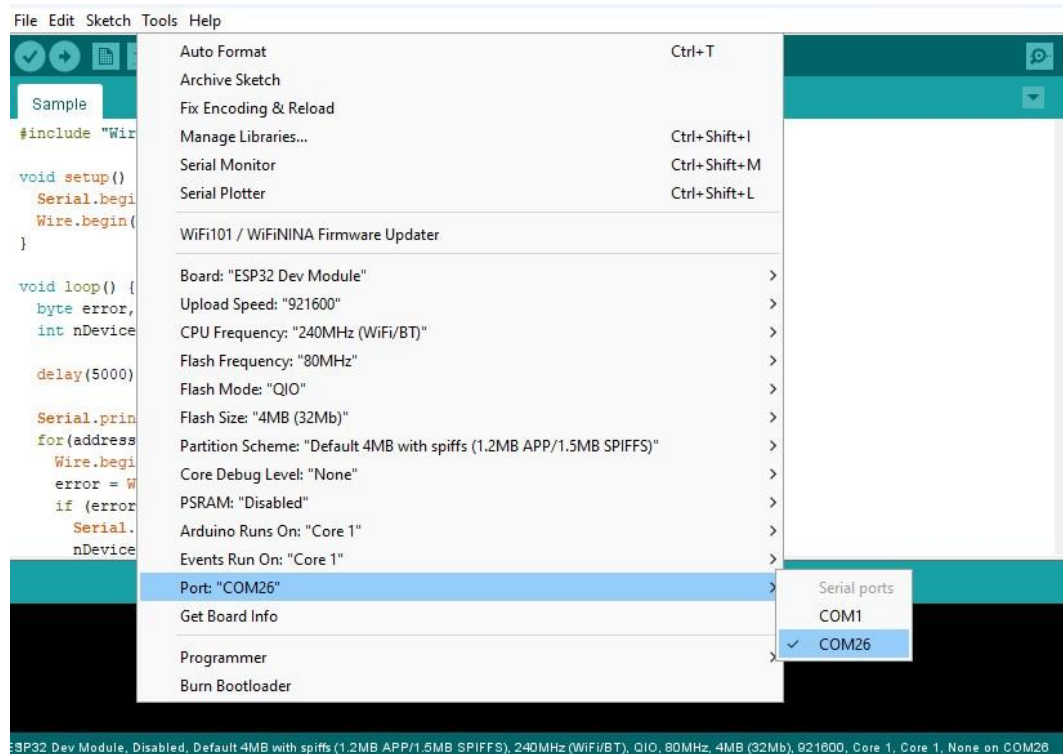 File Edit Sketch Tools Help
Sample
#include "Wir
void setup()
Serial.begi
Wire.begin(
}
void loop() {
byte error,
int nDevice
delay(5000)
Serial.prin
for(address
Wire.begi
error = W
if (error
Serial.
nDevice
Auto Format Ctrl+T
Archive Sketch
Fix Encoding & Reload
Manage Libraries... Ctrl+Shift+I
Serial Monitor Ctrl+Shift+M
Serial Plotter Ctrl+Shift+L
WiFi101 / WiFiNINA Firmware Updater
Board: "ESP32 Dev Module"
Upload Speed: "921600"
CPU Frequency: "240MHz (WiFi/BT)"
Flash Frequency: "80MHz"
Flash Mode: "QIO"
Flash Size: "4MB (32Mb)"
Partition Scheme: "Default 4MB with spiffs (1.2MB APP/1.5MB SPIFFS)"
Core Debug Level: "None"
PSRAM: "Disabled"
Arduino Runs On: "Core 1"
Events Run On: "Core 1"
Port: "COM26"
Get Board Info
Programmer
Burn Bootloader
Serial ports
COM1
✓ COM26
Dev Module, Disabled, Default 4MB with spiffs (1.2MB APP/1.5MB SPIFFS), 240MHz (WiFi/BT), QIO, 80MHz, 4MB (32Mb), 921600, Core 1, Core 1, None on COM26